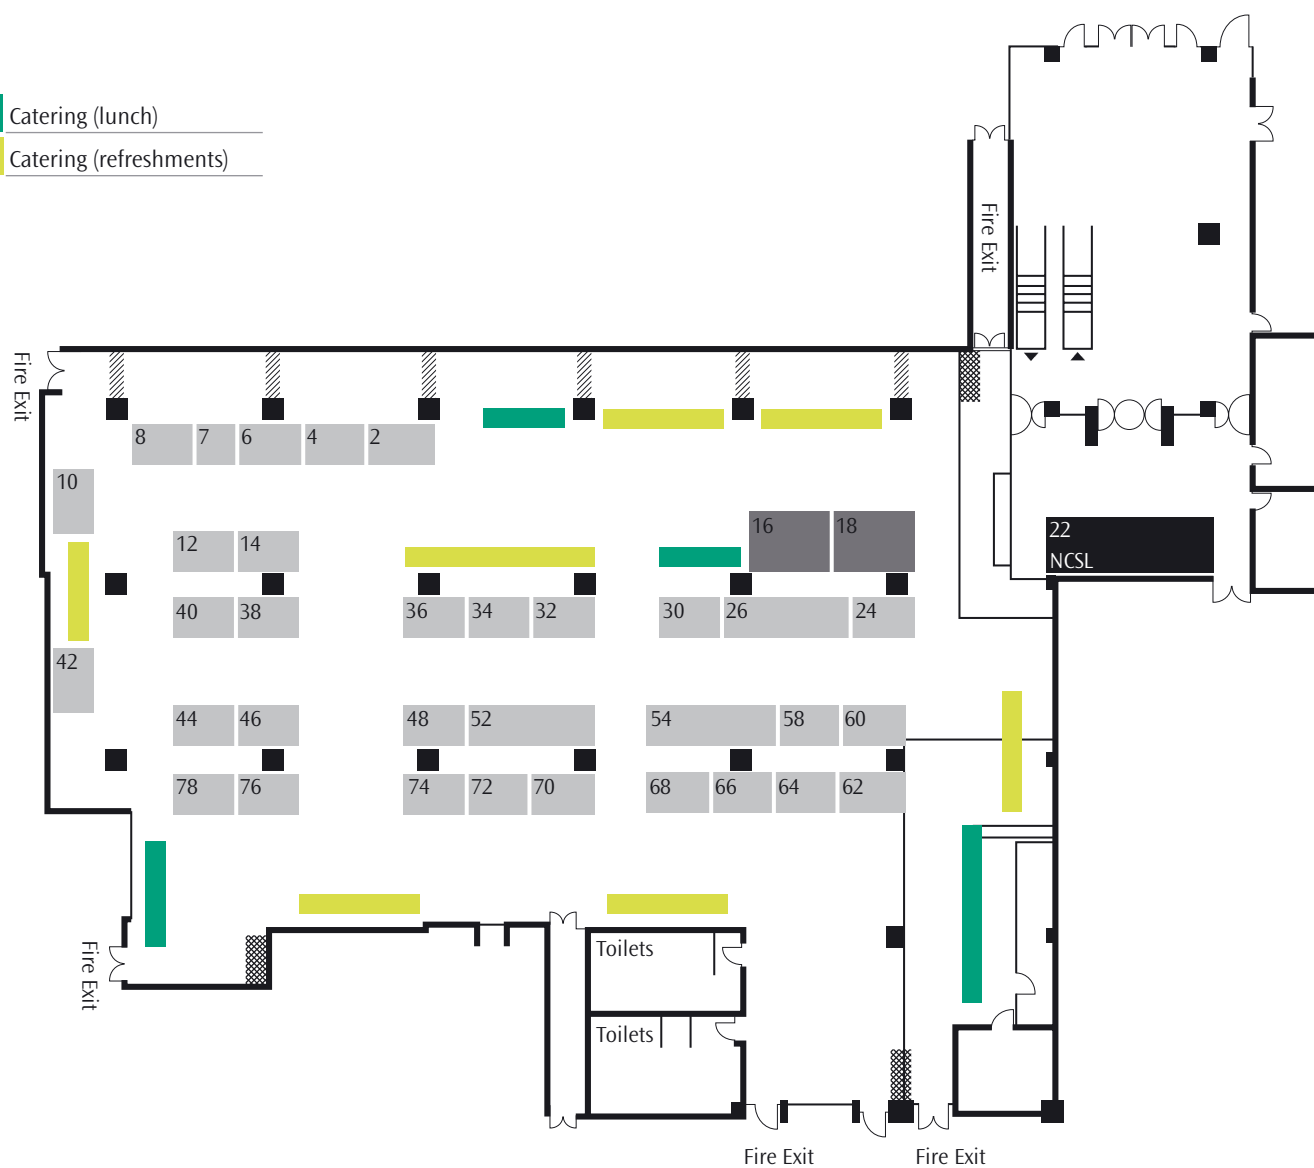 Catering (lunch)
Catering (refreshments)
Fire Exit
Fire Exit
8 7 6 4 2
10
16 18
22
NCSL
12 14
40 38
36 34 32
30 26 24
42
44 46
48 52
54 58 60
78 76
74 72 70
68 66 64 62
Fire Exit
Toilets
Toilets
Fire Exit
Fire Exit